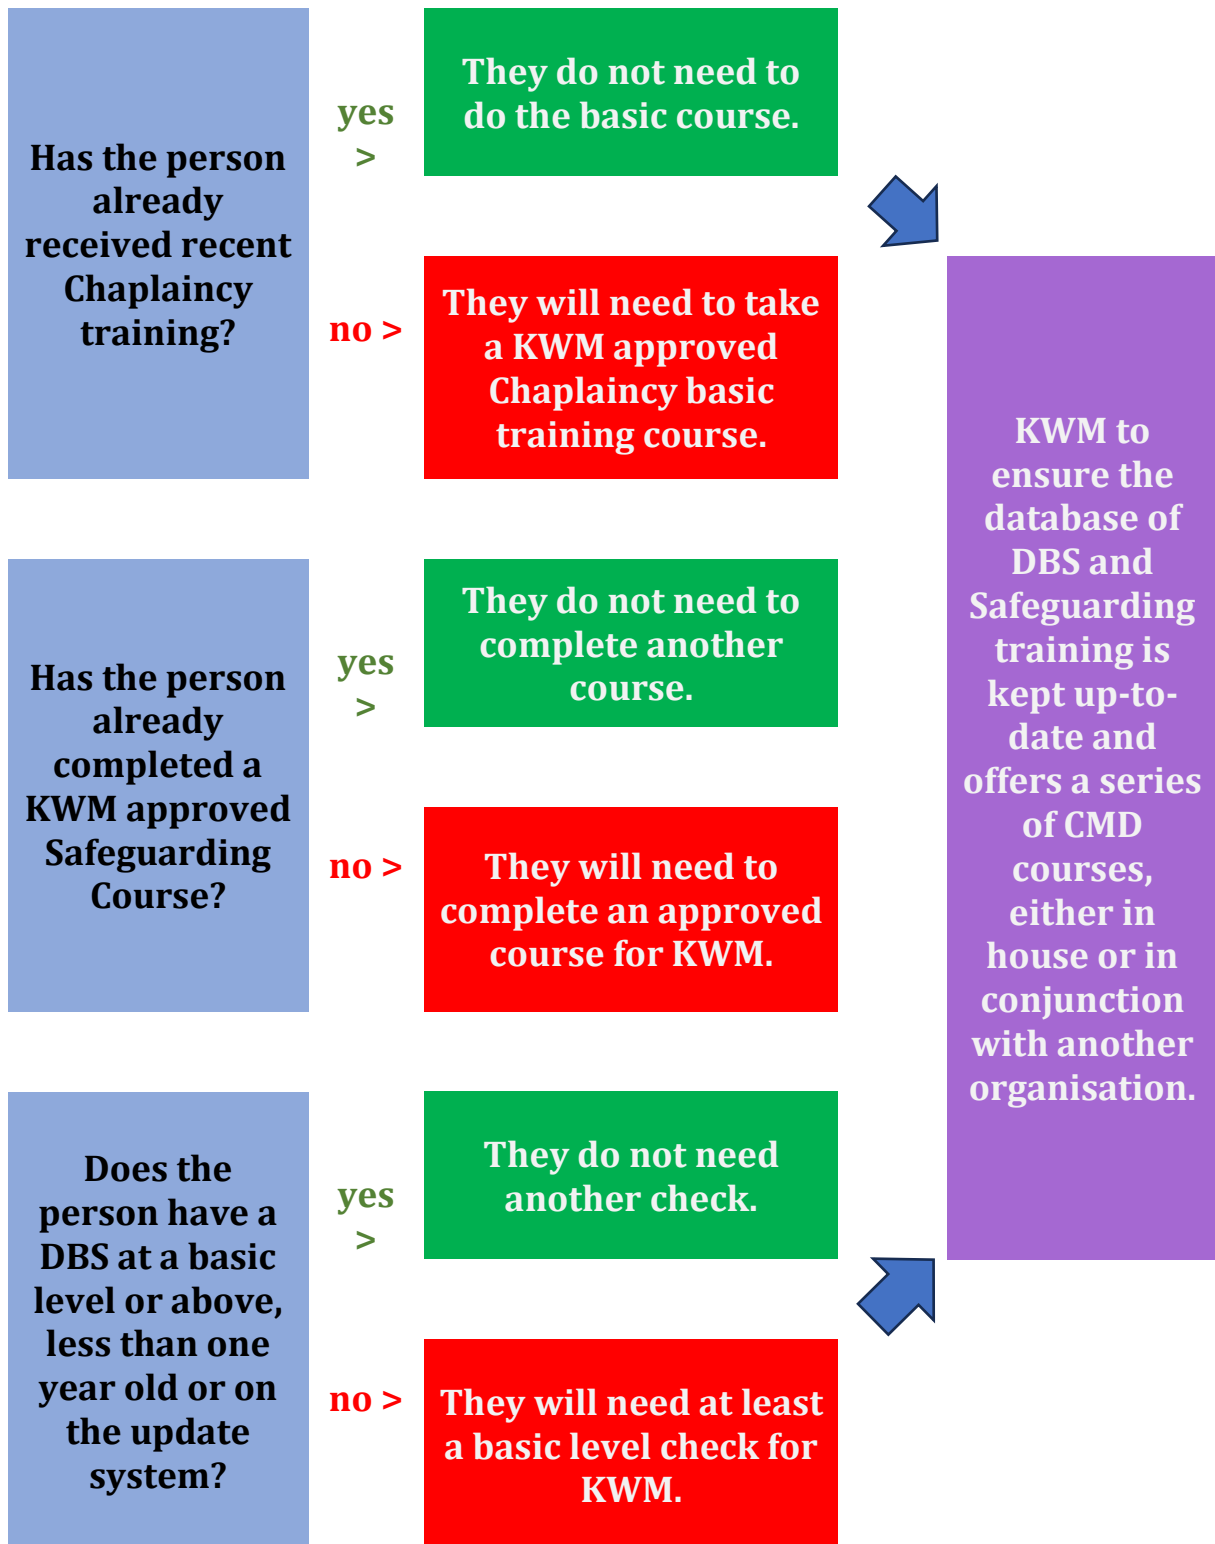 Has the person
already
received recent
Chaplaincy
training?
yes
>
They do not need to
do the basic course.
no >
They will need to take
a KWM approved
Chaplaincy basic
training course.
Has the person
already
completed a
KWM approved
Safeguarding
Course?
yes
>
They do not need to
complete another
course.
no >
They will need to
complete an approved
course for KWM.
Does the
person have a
DBS at a basic
level or above,
less than one
year old or on
the update
system?
yes
>
They do not need
another check.
no >
They will need at least
a basic level check for
KWM.
KWM to
ensure the
database of
DBS and
Safeguarding
training is
kept up-to-
date and
offers a series
of CMD
courses,
either in
house or in
conjunction
with another
organisation.